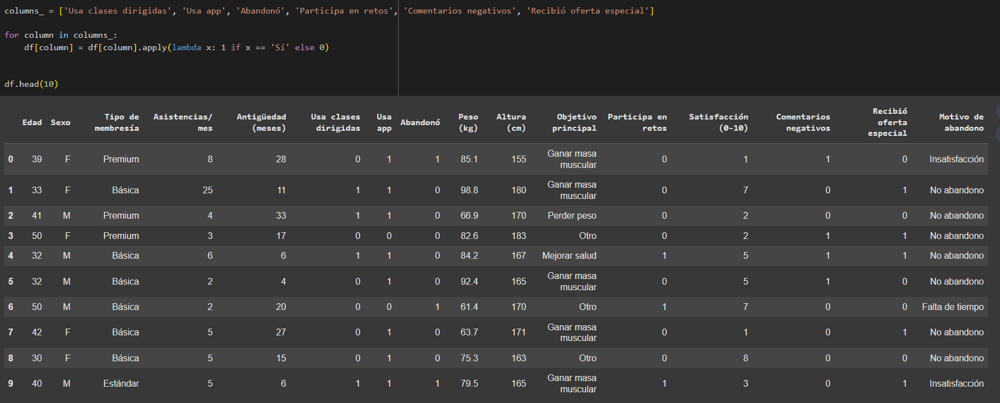 columns_ = ['Usa clases dirigidas', 'Usa app', 'Abandonó', 'Participa en retos', 'Comentarios negativos', 'Recibió oferta especial']
for column in columns_:
df[column] = df[column].apply(lambda x: 1 if x == 'Sí' else 0)
df.head(10)
Edad Sexo Tipo de membresía Asistencias/mes Antigüedad (meses) Usa clases dirigidas Usa app Abandonó Peso (kg) Altura (cm) Objetivo principal Participa en retos Satisfacción (0-10) Comentarios negativos Recibió oferta especial Motivo de abandono
0 39 F Premium 8 28 0 1 1 85.1 155 Ganar masa muscular 0 1 1 0 Insatisfacción
1 33 F Básica 25 11 1 1 0 98.8 180 Ganar masa muscular 0 7 0 1 No abandono
2 41 M Premium 4 33 1 1 0 66.9 170 Perder peso 0 2 0 0 No abandono
3 50 F Premium 3 17 0 0 0 82.6 183 Otro 0 2 1 1 No abandono
4 32 M Básica 6 6 1 1 0 84.2 167 Mejorar salud 1 5 1 1 No abandono
5 32 M Básica 2 4 0 1 0 92.4 165 Ganar masa muscular 0 5 1 0 No abandono
6 50 M Básica 2 20 0 0 1 61.4 170 Otro 1 7 0 0 Falta de tiempo
7 42 F Básica 5 27 0 1 0 63.7 171 Ganar masa muscular 0 1 0 1 No abandono
8 30 F Básica 5 15 0 1 0 75.3 163 Otro 0 8 0 0 No abandono
9 40 M Estándar 5 6 1 1 1 79.5 165 Ganar masa muscular 1 3 0 1 Insatisfacción